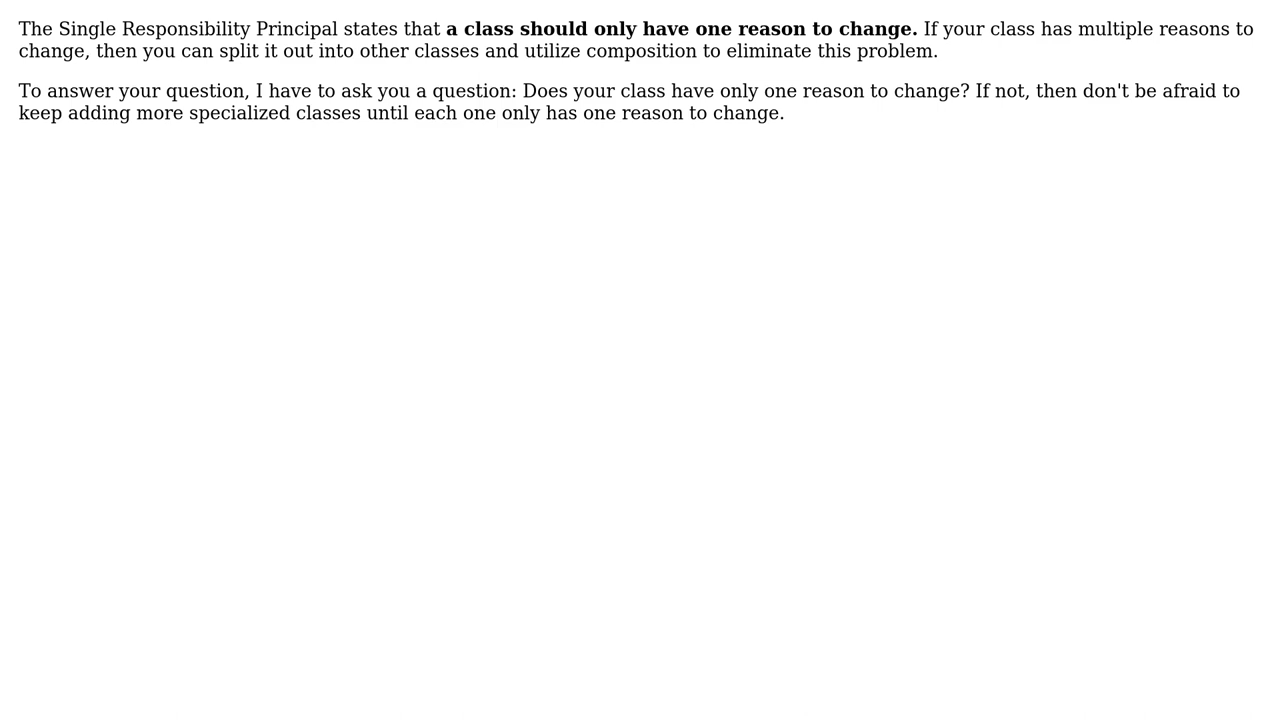 The Single Responsibility Principal states that a class should only have one reason to change. If your class has multiple reasons to
change, then you can split it out into other classes and utilize composition to eliminate this problem.
To answer your question, I have to ask you a question: Does your class have only one reason to change? If not, then don't be afraid to
keep adding more specialized classes until each one only has one reason to change.